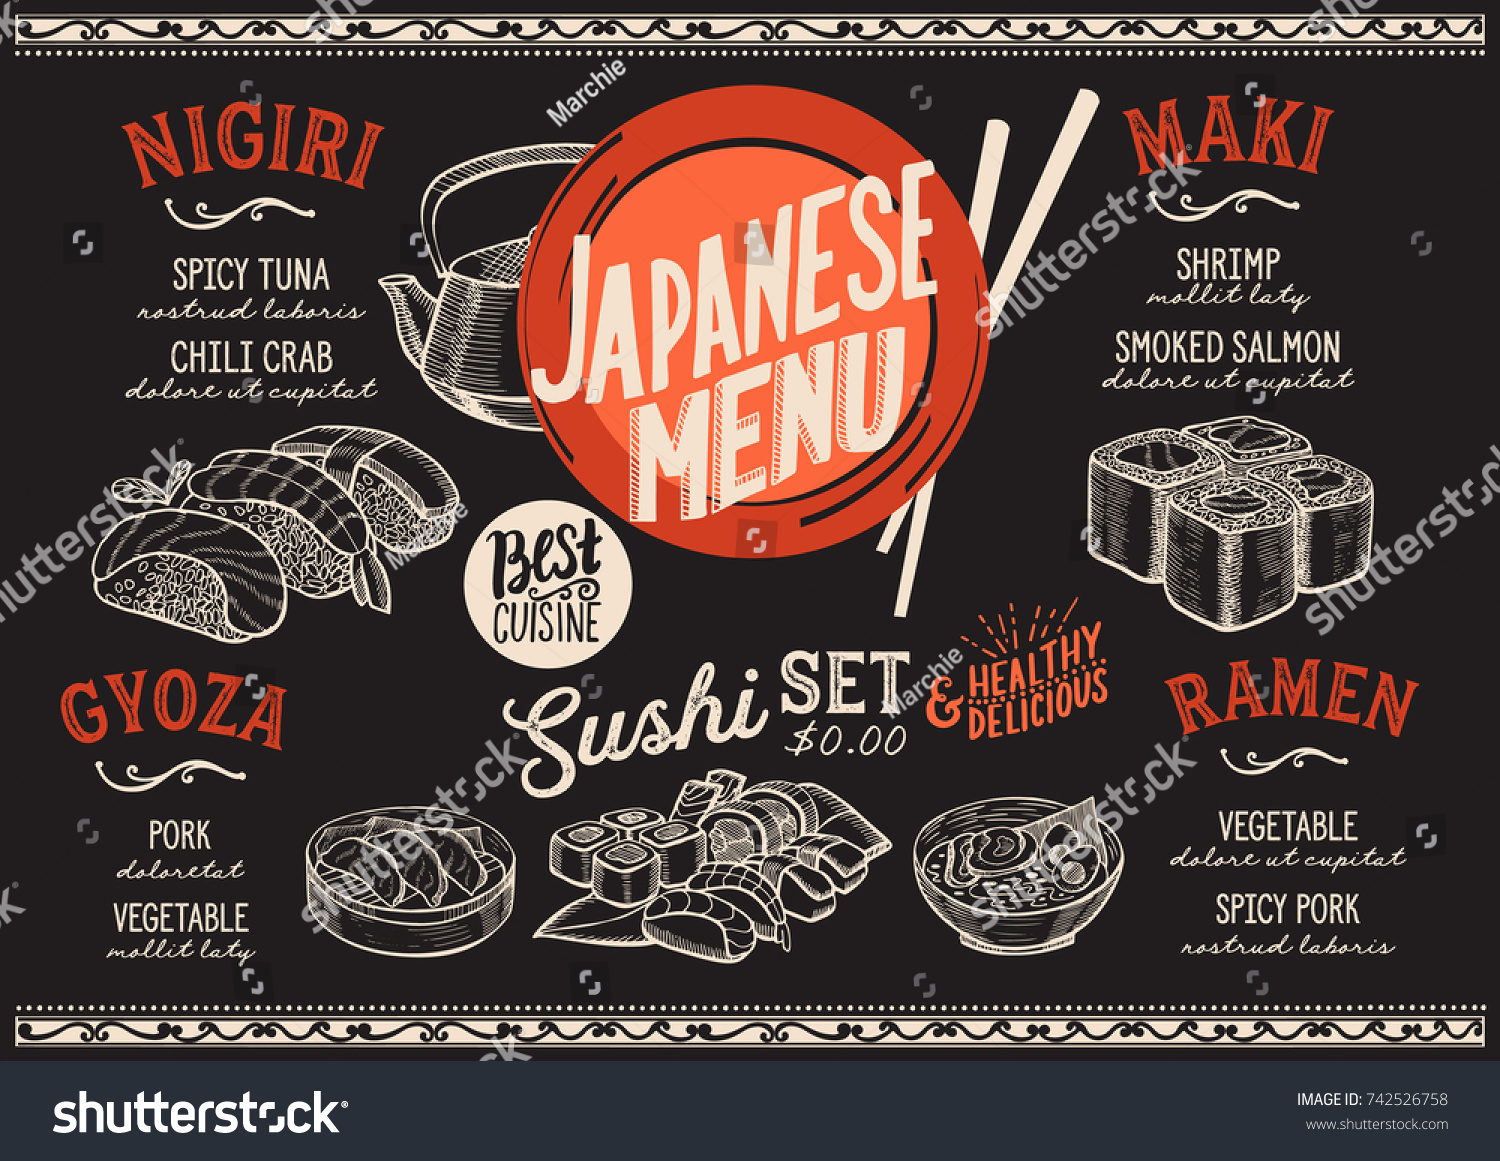 NIGIRI
SPICY TUNA
nostrud laboris
CHILI CRAB
dolore ut cupitat
JAPANESE
MENU
MAKI
SHRIMP
mollit laty
SMOKED SALMON
dolore ut cupitat
Best
CUISINE
Sushi SET
$0.00
& HEALTHY
DELICIOUS
GYOZA
PORK
doloretat
VEGETABLE
mollit laty
RAMEN
VEGETABLE
dolore ut cupitat
SPICY PORK
nostrud laboris
Marchie
Marchie
Marchie
shutterstock
shutterstock
shutterstock
shutterstock
shutterstock
shutterstock
shutterstock
IMAGE ID: 742526758
www.shutterstock.com